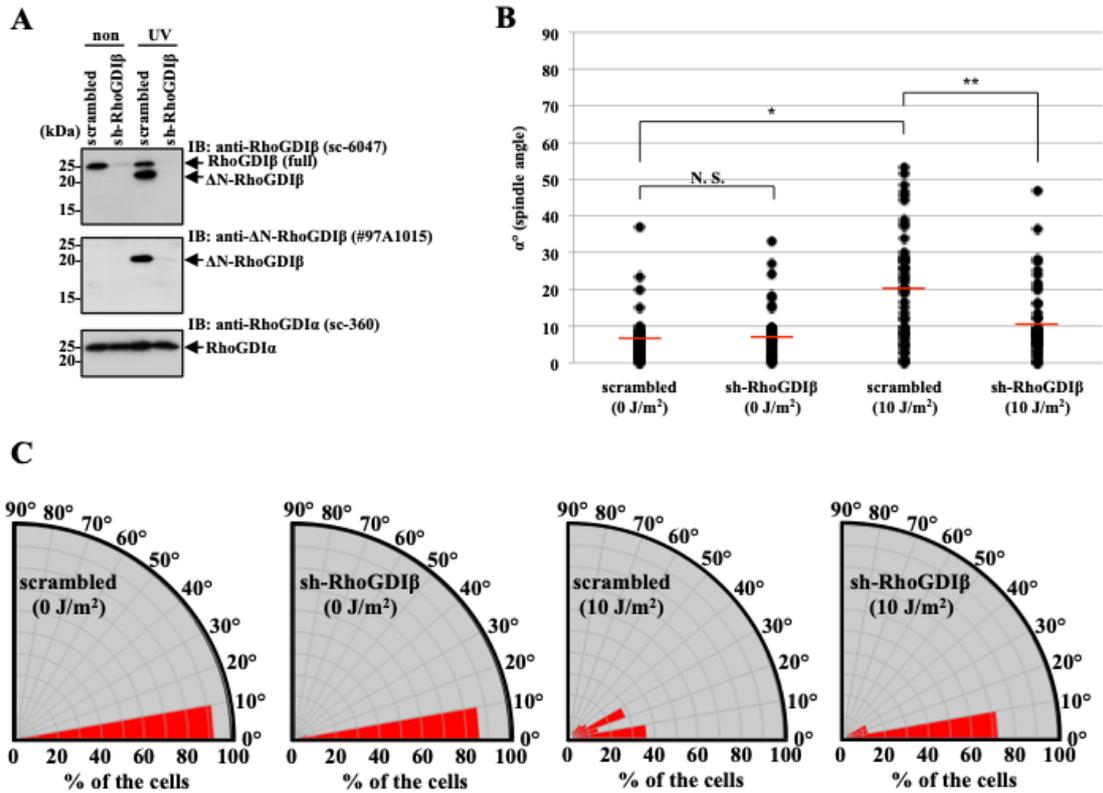 A
non UV
scrambled
sh-RhoGDIβ
scrambled
sh-RhoGDIβ
(kDa)
IB: anti-RhoGDIβ (sc-6047)
25-
RhoGDIβ (full)
20-
ΔN-RhoGDIβ
15-
IB: anti-ΔN-RhoGDIβ (#97A1015)
25-
20-
ΔN-RhoGDIβ
15-
IB: anti-RhoGDIα (sc-360)
25-
RhoGDIα
20-
B
α° (spindle angle)
90
80
70
60
50
40
30
20
10
0
*
**
N. S.
scrambled
(0 J/m²)
sh-RhoGDIβ
(0 J/m²)
scrambled
(10 J/m²)
sh-RhoGDIβ
(10 J/m²)
C
90° 80° 70° 60° 50° 40° 30° 20° 10° 0°
scrambled
(0 J/m²)
0 20 40 60 80 100
% of the cells
90° 80° 70° 60° 50° 40° 30° 20° 10° 0°
sh-RhoGDIβ
(0 J/m²)
0 20 40 60 80 100
% of the cells
90° 80° 70° 60° 50° 40° 30° 20° 10° 0°
scrambled
(10 J/m²)
0 20 40 60 80 100
% of the cells
90° 80° 70° 60° 50° 40° 30° 20° 10° 0°
sh-RhoGDIβ
(10 J/m²)
0 20 40 60 80 100
% of the cells